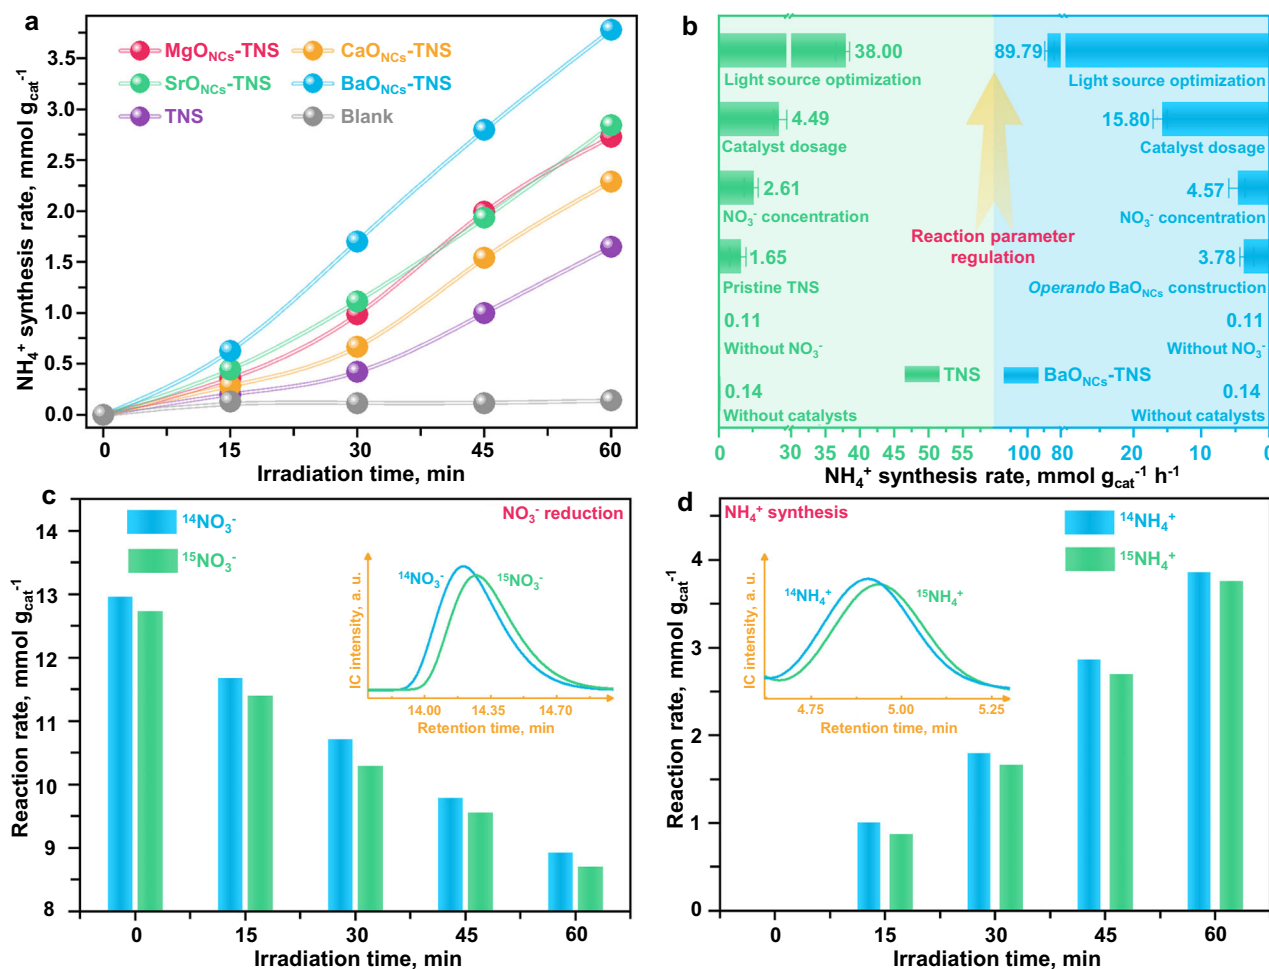 a
NH₄⁺ synthesis rate, mmol g_cat⁻¹
3.5
3.0
2.5
2.0
1.5
1.0
0.5
0.0
MgO_NCs-TNS
CaO_NCs-TNS
SrO_NCs-TNS
BaO_NCs-TNS
TNS
Blank
0 15 30 45 60
Irradiation time, min
b
38.00
Light source optimization
4.49
Catalyst dosage
2.61
NO₃⁻ concentration
1.65
Pristine TNS
0.11
Without NO₃⁻
0.14
Without catalysts
Reaction parameter
regulation
TNS
BaO_NCs-TNS
89.79
Light source optimization
15.80
Catalyst dosage
4.57
NO₃⁻ concentration
3.78
Operando BaO_NCs construction
0.11
Without NO₃⁻
0.14
Without catalysts
0 30 35 40 45 50 55 100 80 20 10 0
NH₄⁺ synthesis rate, mmol g_cat⁻¹ h⁻¹
c
Reaction rate, mmol g_cat⁻¹
14
13
12
11
10
9
8
¹⁴NO₃⁻
¹⁵NO₃⁻
NO₃⁻ reduction
IC intensity, a. u.
¹⁴NO₃⁻
¹⁵NO₃⁻
14.00 14.35 14.70
Retention time, min
0 15 30 45 60
Irradiation time, min
d
Reaction rate, mmol g_cat⁻¹
4
3
2
1
0
NH₄⁺ synthesis
¹⁴NH₄⁺
¹⁵NH₄⁺
IC intensity, a. u.
¹⁴NH₄⁺
¹⁵NH₄⁺
4.75 5.00 5.25
Retention time, min
0 15 30 45 60
Irradiation time, min